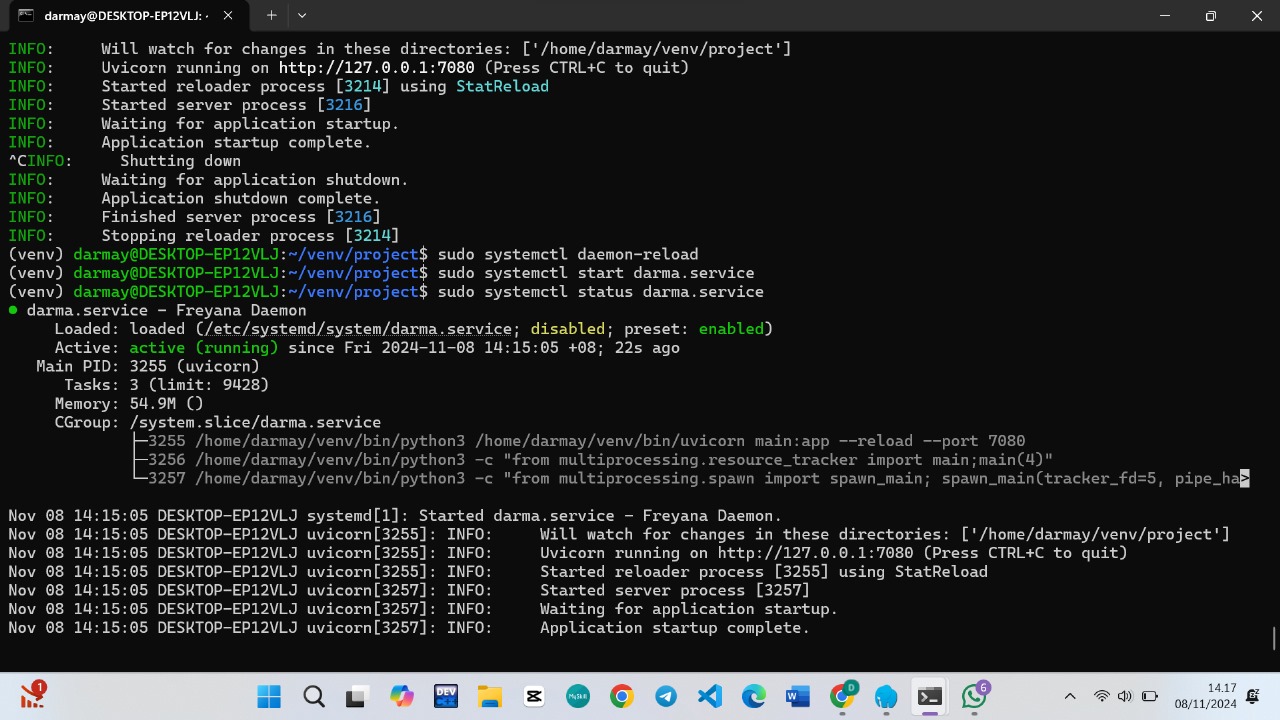 darmay@DESKTOP-EP12VLJ: ~
INFO:     Will watch for changes in these directories: ['/home/darmay/venv/project']
INFO:     Uvicorn running on http://127.0.0.1:7080 (Press CTRL+C to quit)
INFO:     Started reloader process [3214] using StatReload
INFO:     Started server process [3216]
INFO:     Waiting for application startup.
INFO:     Application startup complete.
^CINFO:     Shutting down
INFO:     Waiting for application shutdown.
INFO:     Application shutdown complete.
INFO:     Finished server process [3216]
INFO:     Stopping reloader process [3214]
(venv) darmay@DESKTOP-EP12VLJ:~/venv/project$ sudo systemctl daemon-reload
(venv) darmay@DESKTOP-EP12VLJ:~/venv/project$ sudo systemctl start darma.service
(venv) darmay@DESKTOP-EP12VLJ:~/venv/project$ sudo systemctl status darma.service
● darma.service - Freyana Daemon
     Loaded: loaded (/etc/systemd/system/darma.service; disabled; preset: enabled)
     Active: active (running) since Fri 2024-11-08 14:15:05 +08; 22s ago
   Main PID: 3255 (uvicorn)
      Tasks: 3 (limit: 9428)
     Memory: 54.9M ()
     CGroup: /system.slice/darma.service
             ├─3255 /home/darmay/venv/bin/python3 /home/darmay/venv/bin/uvicorn main:app --reload --port 7080
             ├─3256 /home/darmay/venv/bin/python3 -c "from multiprocessing.resource_tracker import main;main(4)"
             └─3257 /home/darmay/venv/bin/python3 -c "from multiprocessing.spawn import spawn_main; spawn_main(tracker_fd=5, pipe_ha>
Nov 08 14:15:05 DESKTOP-EP12VLJ systemd[1]: Started darma.service - Freyana Daemon.
Nov 08 14:15:05 DESKTOP-EP12VLJ uvicorn[3255]: INFO:     Will watch for changes in these directories: ['/home/darmay/venv/project']
Nov 08 14:15:05 DESKTOP-EP12VLJ uvicorn[3255]: INFO:     Uvicorn running on http://127.0.0.1:7080 (Press CTRL+C to quit)
Nov 08 14:15:05 DESKTOP-EP12VLJ uvicorn[3255]: INFO:     Started reloader process [3255] using StatReload
Nov 08 14:15:05 DESKTOP-EP12VLJ uvicorn[3257]: INFO:     Started server process [3257]
Nov 08 14:15:05 DESKTOP-EP12VLJ uvicorn[3257]: INFO:     Waiting for application startup.
Nov 08 14:15:05 DESKTOP-EP12VLJ uvicorn[3257]: INFO:     Application startup complete.
1
DEV
MySkill
D
6
14.17
08/11/2024